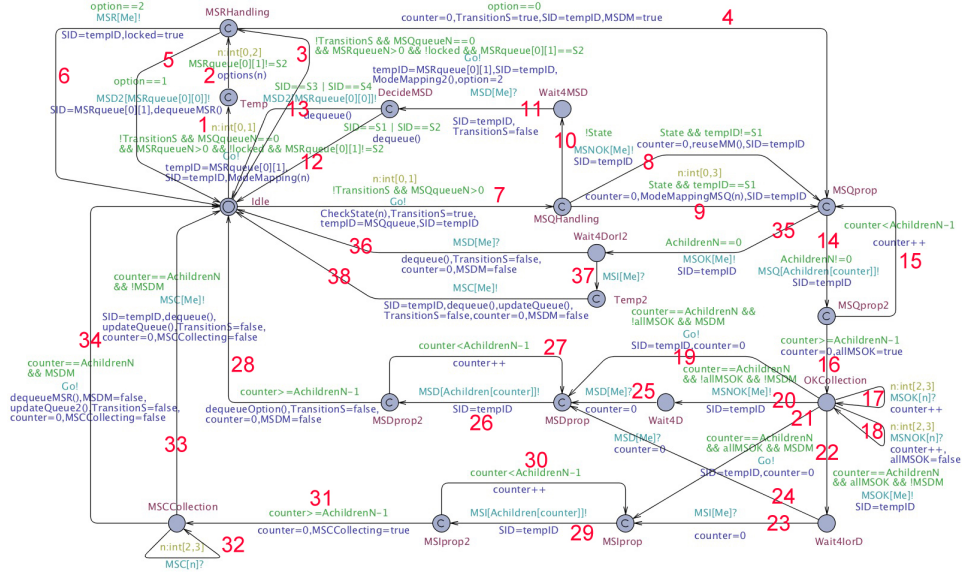 option==2
MSR[Me]!
SID=tempID,locked=true
6
MSRHandling
C
5
option==1
MSD2[MSRqueue[0][0]]!
SID=MSRqueue[0][1],dequeueMSR()
n:int[0,2]
MSRqueue[0][1]!=S2
options(n)
2
Temp
C
1
n:int[0,1]
!TransitionS && MSQqueueN==0
&& MSRqueueN>0 && !locked && MSRqueue[0][1]!=S2
Go!
tempID=MSRqueue[0][1],
SID=tempID,ModeMapping(n)
option==0
counter=0,TransitionS=true,SID=tempID,MSDM=true
4
3
!TransitionS && MSQqueueN==0
&& MSRqueueN>0 && !locked && MSRqueue[0][1]==S2
Go!
tempID=MSRqueue[0][1],SID=tempID,
ModeMapping2(),option=2
SID==S3 | SID==S4
MSD2[MSRqueue[0][0]]!
dequeue()
13
DecideMSD
C
SID==S1 | SID==S2
dequeue()
12
MSD[Me]?
11
SID=tempID,
TransitionS=false
Wait4MSD
10
!State
MSNOK[Me]!
SID=tempID
8
State && tempID!=S1
counter=0,reuseMM(),SID=tempID
n:int[0,3]
State && tempID==S1
counter=0,ModeMappingMSQ(n),SID=tempID
9
Idle
n:int[0,1]
!TransitionS && MSQqueueN>0
7
Go!
CheckState(n),TransitionS=true,
tempID=MSQqueue,SID=tempID
MSQHandling
C
MSQprop
C
counter<AchildrenN-1
counter++
15
14
AchildrenN!=0
MSQ[Achildren[counter]]!
SID=tempID
MSQprop2
C
35
AchildrenN==0
MSOK[Me]!
SID=tempID
Wait4DorI2
36
MSD[Me]?
dequeue(),TransitionS=false,
counter=0,MSDM=false
37
MSI[Me]?
Temp2
C
38
MSC[Me]!
SID=tempID,dequeue(),updateQueue(),
TransitionS=false,counter=0,MSDM=false
counter==AchildrenN
&& !MSDM
MSC[Me]!
SID=tempID,dequeue(),
updateQueue(),TransitionS=false,
counter=0,MSCCollecting=false
34
counter==AchildrenN
&& MSDM
Go!
dequeueMSR(),MSDM=false,
updateQueue2(),TransitionS=false,
counter=0,MSCCollecting=false
33
28
counter>=AchildrenN-1
dequeueOption(),TransitionS=false,
counter=0,MSDM=false
counter<AchildrenN-1
27
counter++
MSDprop2
C
MSD[Achildren[counter]]!
SID=tempID
26
MSDprop
C
counter==AchildrenN &&
!allMSOK && MSDM
Go!
SID=tempID,counter=0
19
MSD[Me]?
25
counter=0
Wait4D
counter==AchildrenN
&& !allMSOK && !MSDM
MSNOK[Me]!
20
SID=tempID
counter>=AchildrenN-1
counter=0,allMSOK=true
16
OKCollection
n:int[2,3]
MSOK[n]?
counter++
17
n:int[2,3]
MSNOK[n]?
counter++,
allMSOK=false
18
21
counter==AchildrenN
&& allMSOK && MSDM
Go!
SID=tempID,counter=0
22
counter==AchildrenN
&& allMSOK && !MSDM
MSOK[Me]!
SID=tempID
MSD[Me]?
counter=0
24
Wait4IorD
MSI[Me]?
23
counter=0
MSIprop
C
30
counter<AchildrenN-1
counter++
MSI[Achildren[counter]]!
SID=tempID
29
MSIprop2
C
31
counter>=AchildrenN-1
counter=0,MSCCollecting=true
MSCCollection
n:int[2,3]
MSC[n]?
32